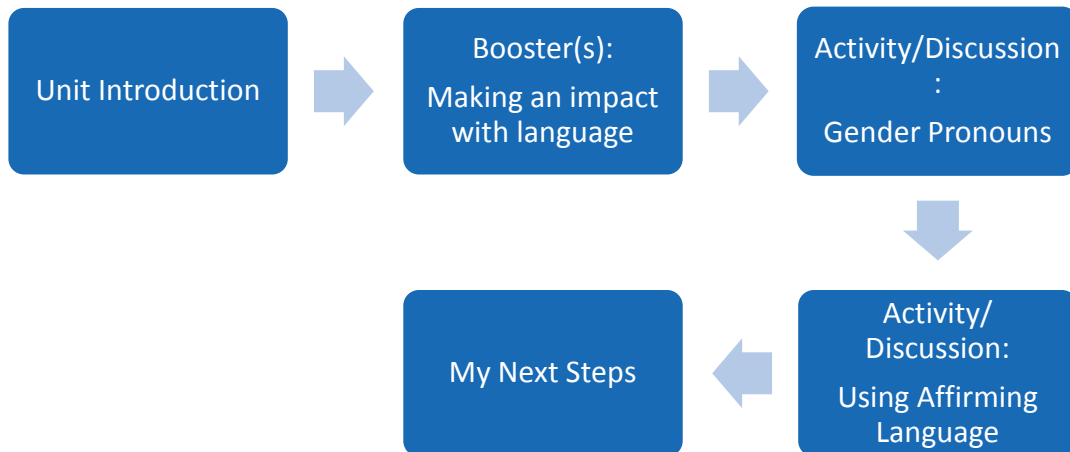 Unit Introduction
Booster(s):
Making an impact
with language
Activity/Discussion
:
Gender Pronouns
Activity/
Discussion:
Using Affirming
Language
My Next Steps